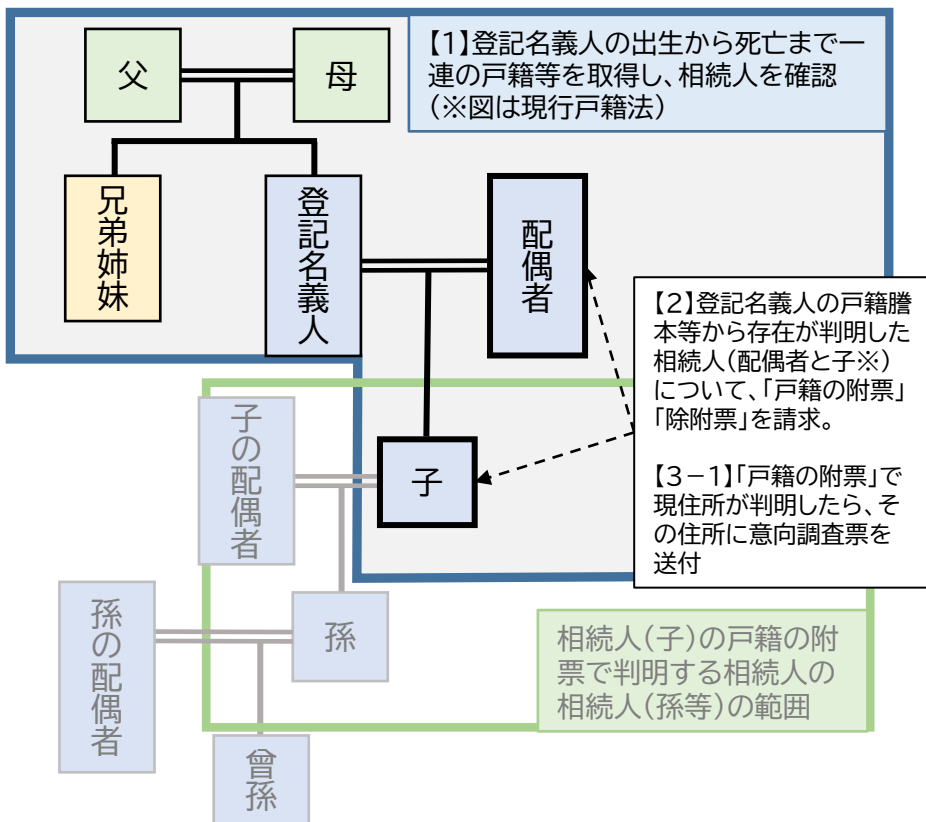 【1】登記名義人の出生から死亡まで一
連の戸籍等を取得し、相続人を確認
(※図は現行戸籍法)
父
母
兄弟姉妹
登記名義人
配偶者
【2】登記名義人の戸籍謄
本等から存在が判明した
相続人(配偶者と子※)
について、「戸籍の附票」
「除附票」を請求。
【3-1】「戸籍の附票」で
現住所が判明したら、そ
の住所に意向調査票を
送付
子の配偶者
子
孫の配偶者
孫
相続人(子)の戸籍の附
票で判明する相続人の
相続人(孫等)の範囲
曾孫